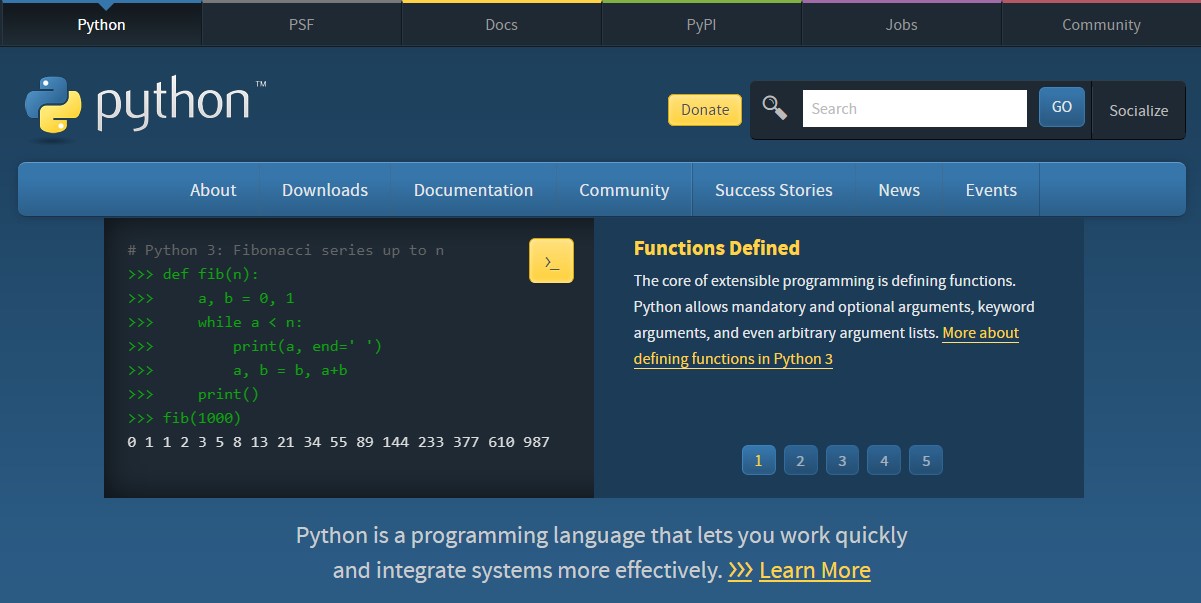 Python PSF Docs PyPI Jobs Community
python™
Donate Search GO Socialize
About Downloads Documentation Community Success Stories News Events
# Python 3: Fibonacci series up to n
>>> def fib(n):
>>>     a, b = 0, 1
>>>     while a < n:
>>>         print(a, end=' ')
>>>         a, b = b, a+b
>>>     print()
>>> fib(1000)
0 1 1 2 3 5 8 13 21 34 55 89 144 233 377 610 987
>_
Functions Defined
The core of extensible programming is defining functions.
Python allows mandatory and optional arguments, keyword
arguments, and even arbitrary argument lists. More about
defining functions in Python 3
1 2 3 4 5
Python is a programming language that lets you work quickly
and integrate systems more effectively. >>> Learn More